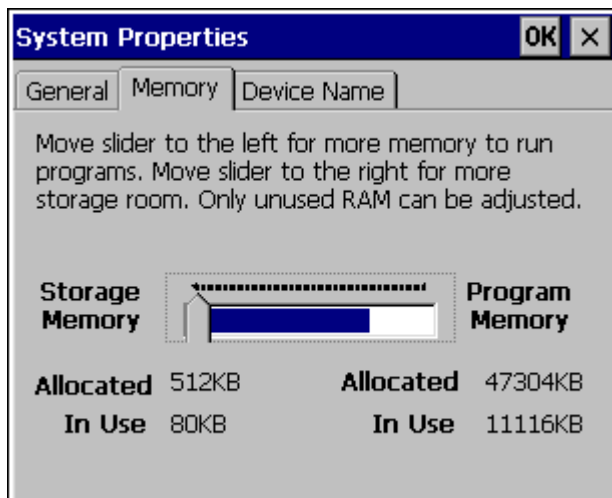 System Properties OK ×
General Memory Device Name
Move slider to the left for more memory to run
programs. Move slider to the right for more
storage room. Only unused RAM can be adjusted.
Storage Program
Memory Memory
Allocated 512KB Allocated 47304KB
In Use 80KB In Use 11116KB